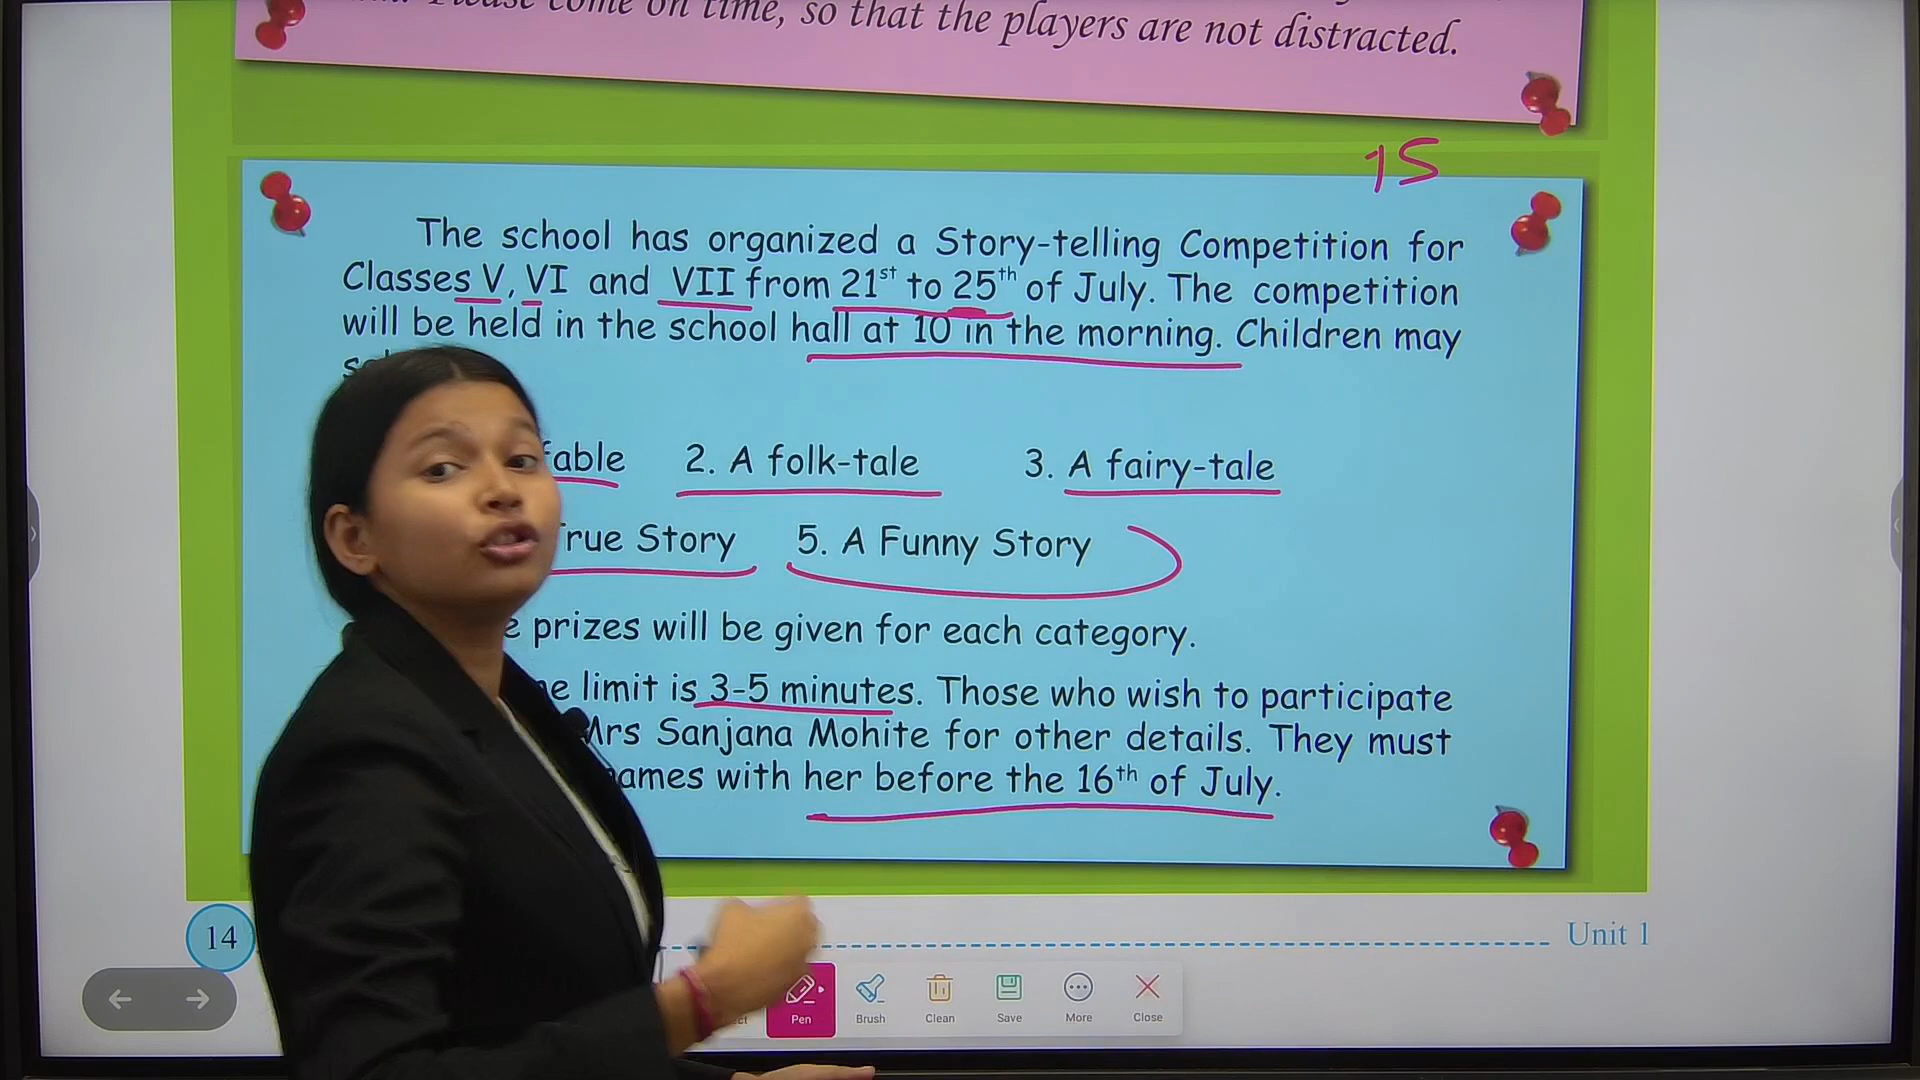 Please come on time, so that the players are not distracted.
15
The school has organized a Story-telling Competition for
Classes V, VI and VII from 21st to 25th of July. The competition
will be held in the school hall at 10 in the morning. Children may
fable 2. A folk-tale 3. A fairy-tale
True Story 5. A Funny Story
prizes will be given for each category.
limit is 3-5 minutes. Those who wish to participate
Mrs Sanjana Mohite for other details. They must
names with her before the 16th of July.
14
Unit 1
Pen Brush Clean Save More Close